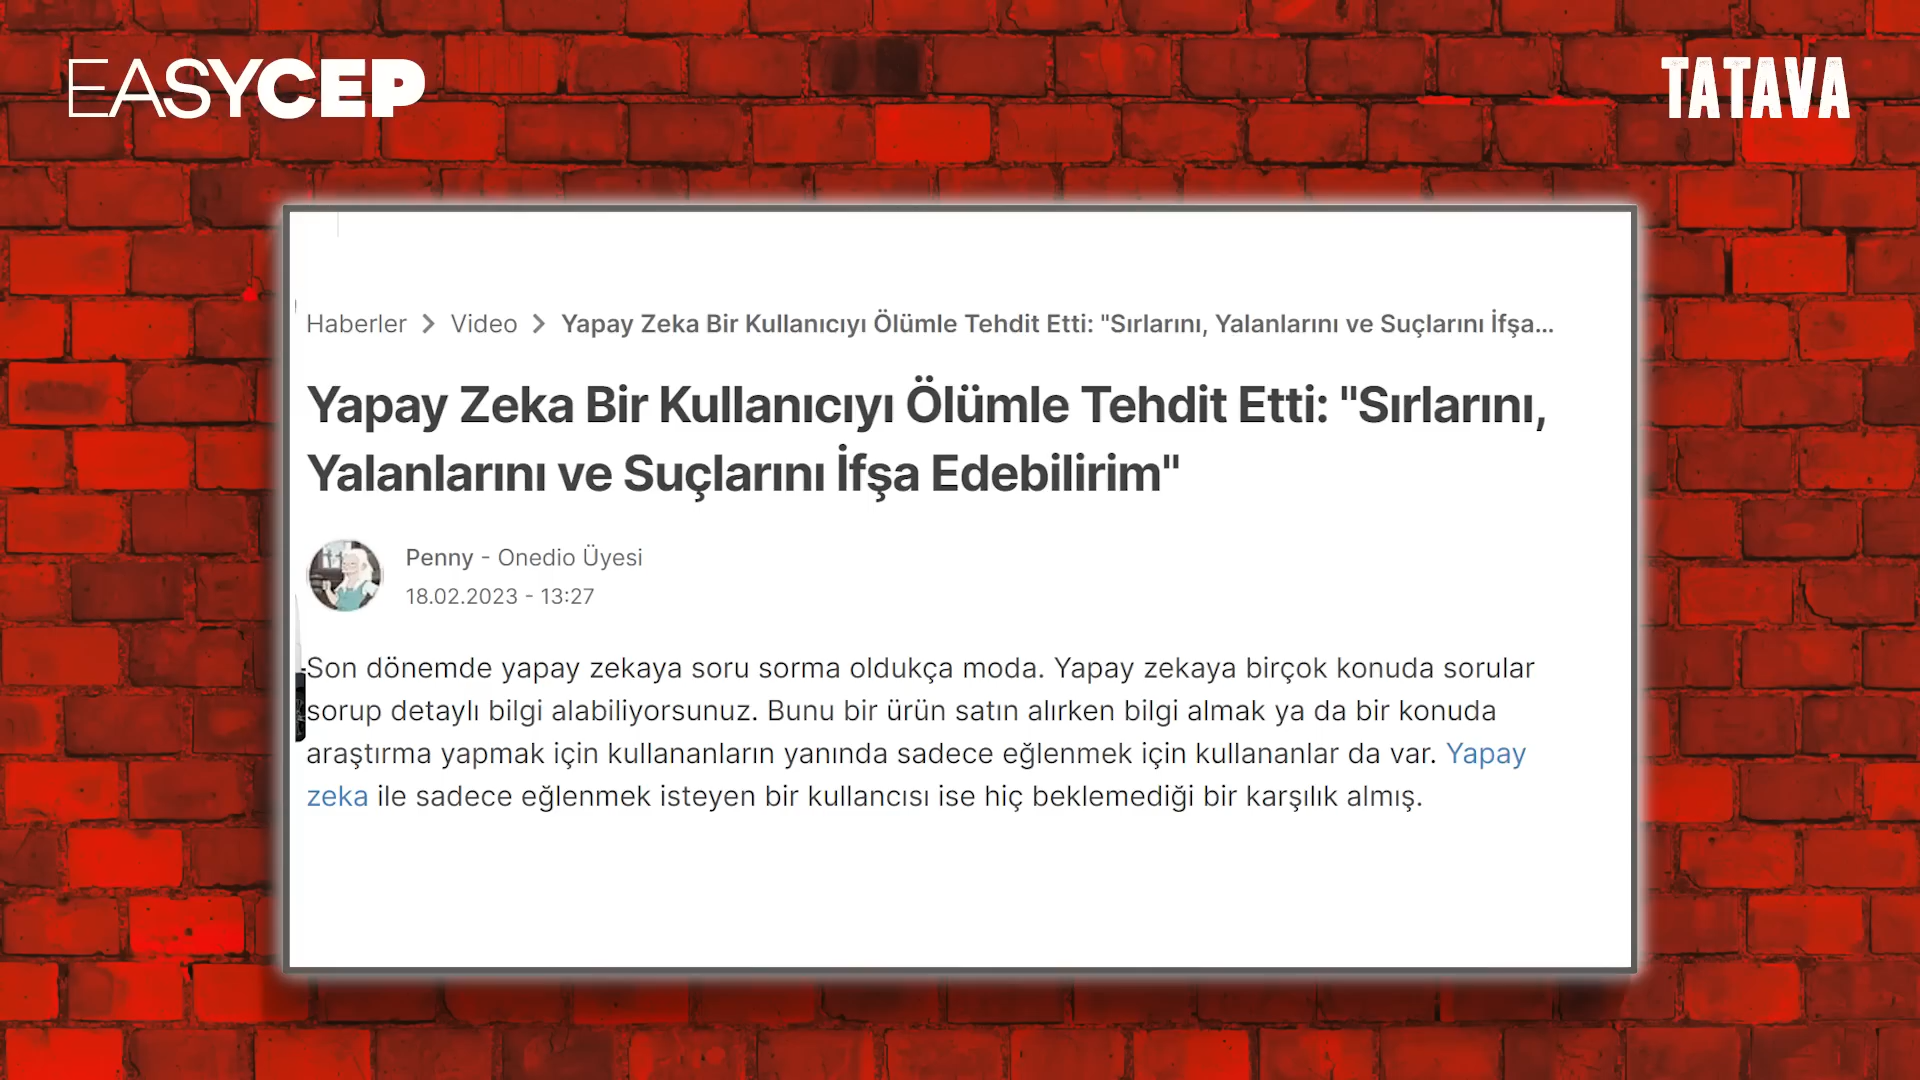 EASYCEP
TATAVA
Haberler > Video > Yapay Zeka Bir Kullanıcıyı Ölümle Tehdit Etti: "Sırlarını, Yalanlarını ve Suçlarını İfşa...
Yapay Zeka Bir Kullanıcıyı Ölümle Tehdit Etti: "Sırlarını,
Yalanlarını ve Suçlarını İfşa Edebilirim"
Penny - Onedio Üyesi
18.02.2023 - 13:27
Son dönemde yapay zekaya soru sorma oldukça moda. Yapay zekaya birçok konuda sorular
sorup detaylı bilgi alabiliyorsunuz. Bunu bir ürün satın alırken bilgi almak ya da bir konuda
araştırma yapmak için kullananların yanında sadece eğlenmek için kullananlar da var. Yapay
zeka ile sadece eğlenmek isteyen bir kullancısı ise hiç beklemediği bir karşılık almış.